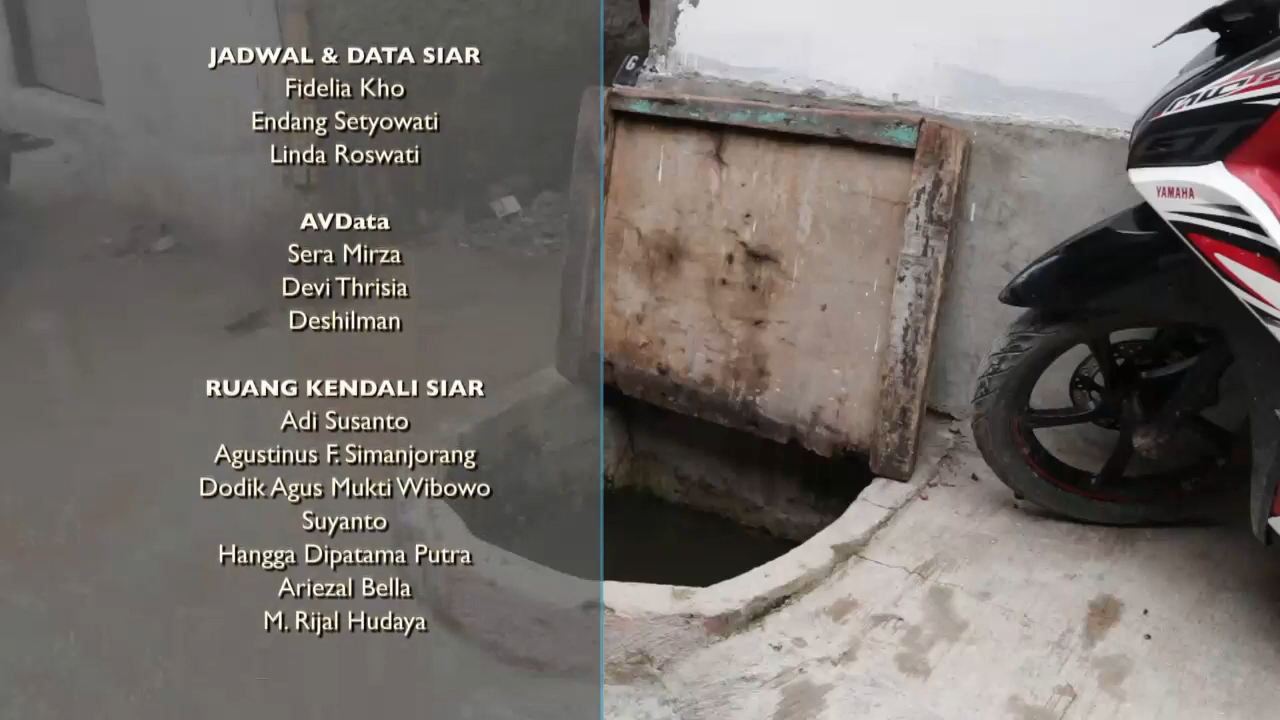 JADWAL & DATA SIAR
Fidelia Kho
Endang Setyowati
Linda Roswati
AVData
Sera Mirza
Devi Thrisia
Deshilman
RUANG KENDALI SIAR
Adi Susanto
Agustinus F. Simanjorang
Dodik Agus Mukti Wibowo
Suyanto
Hangga Dipatama Putra
Ariezal Bella
M. Rijal Hudaya
YAMAHA